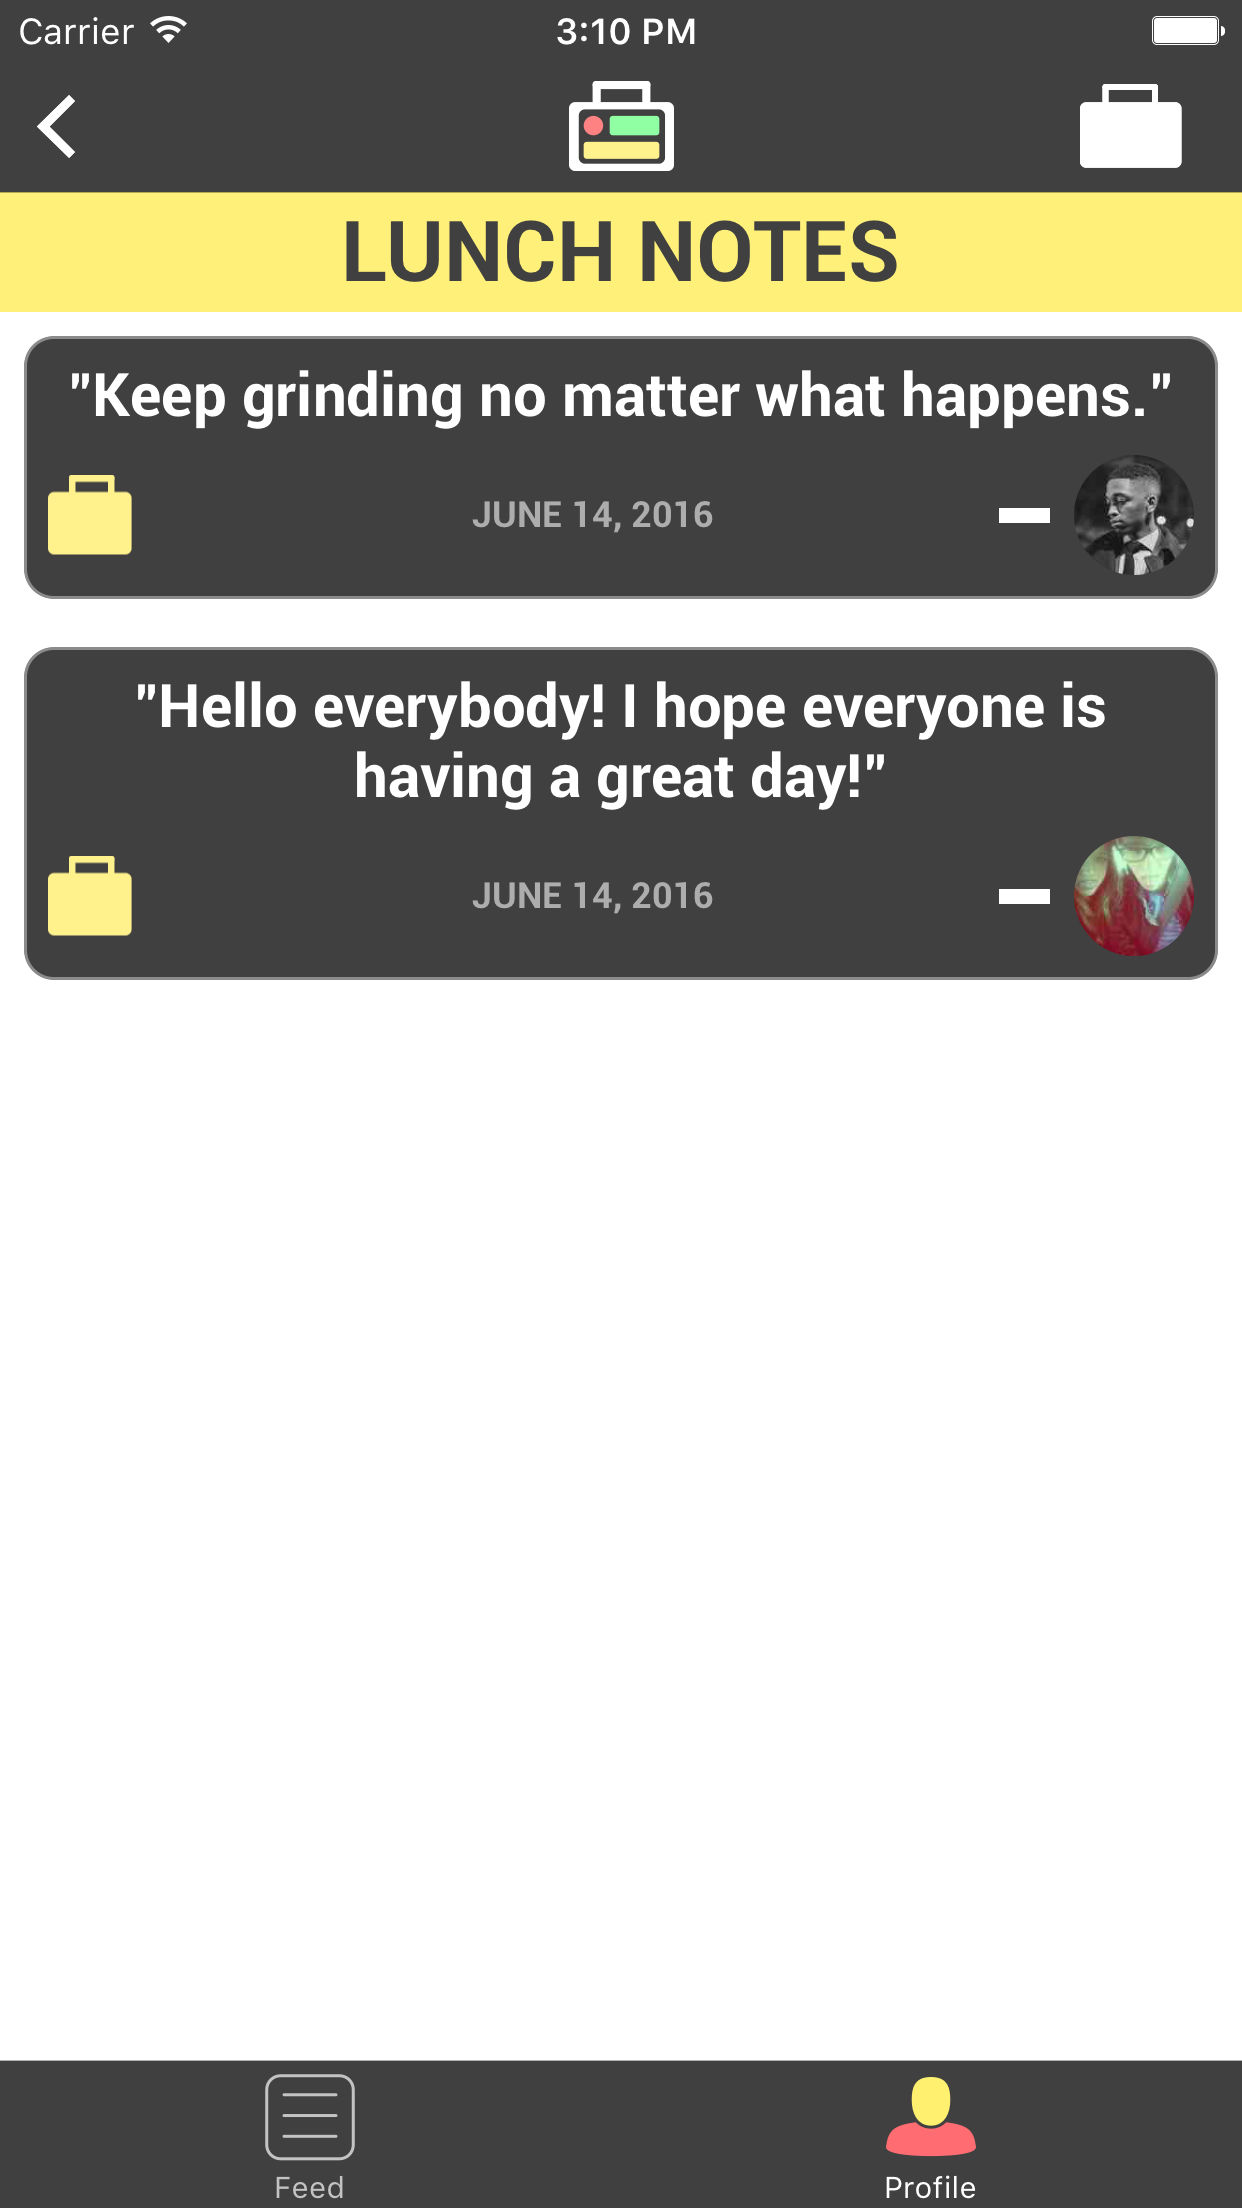 Carrier
3:10 PM
LUNCH NOTES
"Keep grinding no matter what happens."
JUNE 14, 2016
"Hello everybody! I hope everyone is
having a great day!"
JUNE 14, 2016
Feed
Profile